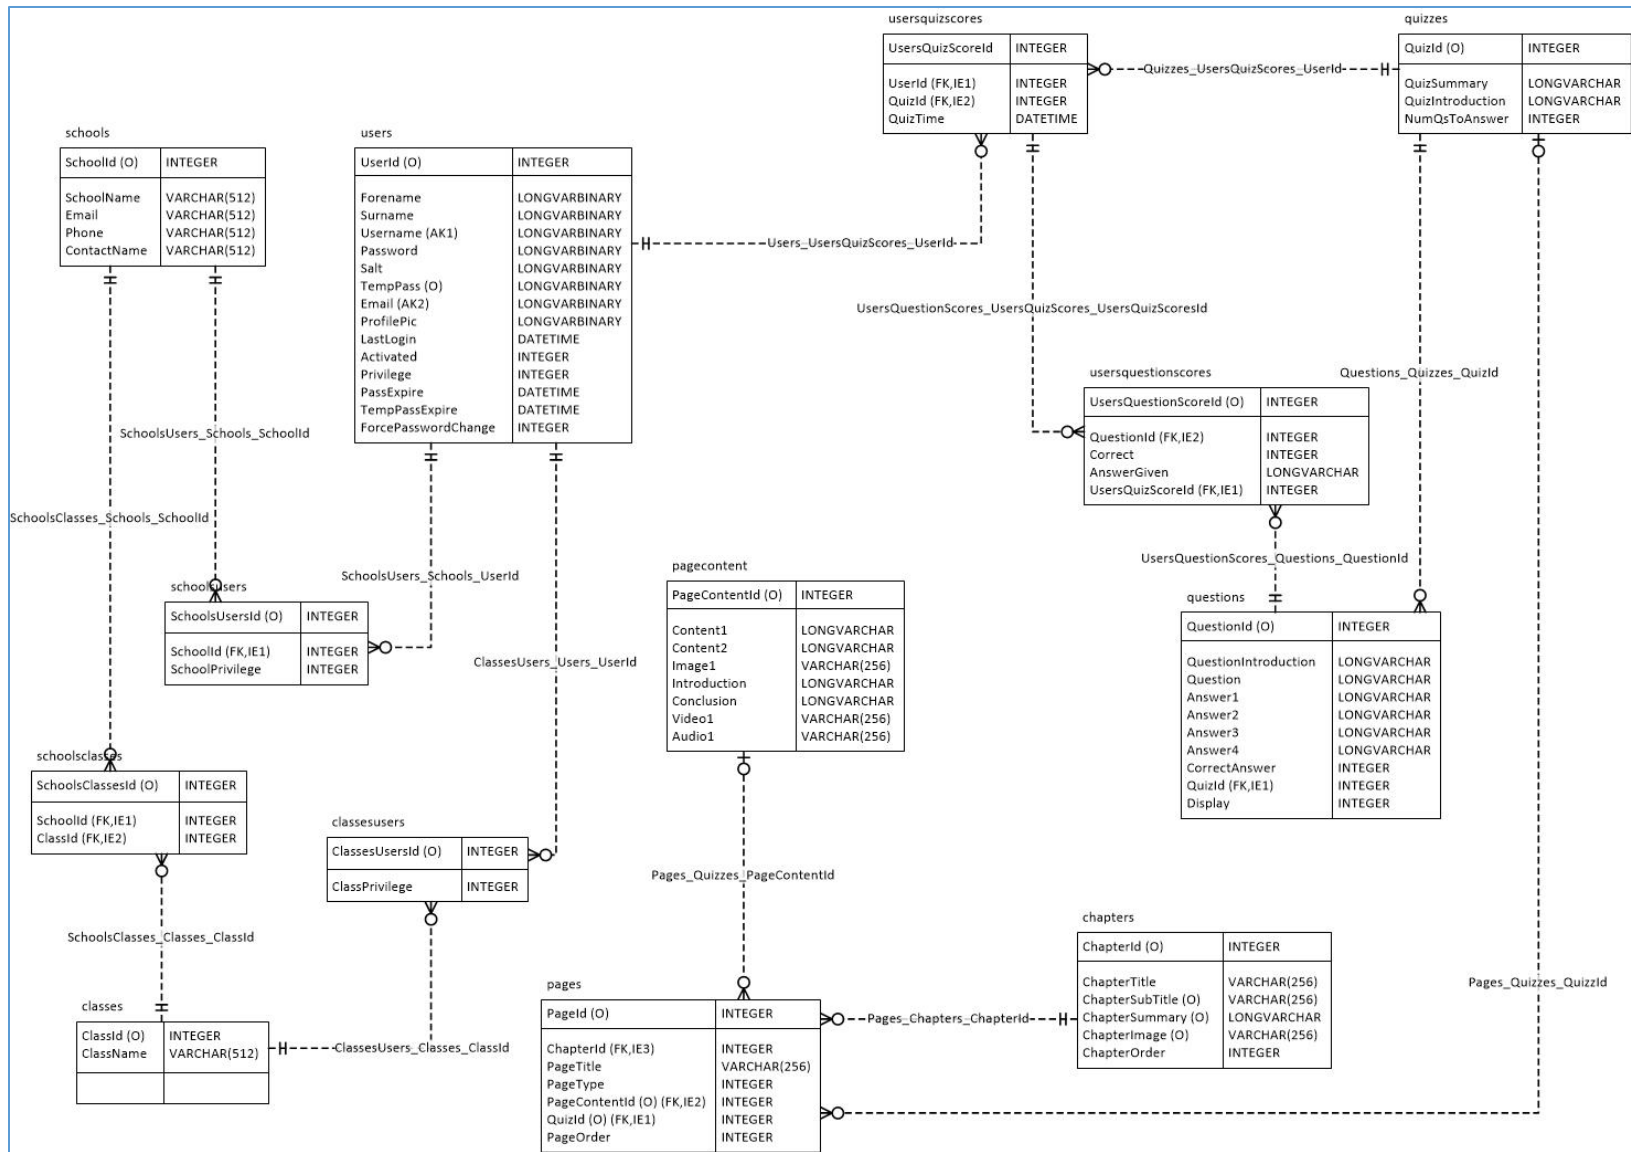 usersquizscores
UsersQuizScoreId INTEGER
UserId (FK,IE1) INTEGER
QuizId (FK,IE2) INTEGER
QuizTime DATETIME
Quizzes_UsersQuizScores_UserId
quizzes
QuizId (O) INTEGER
QuizSummary LONGVARCHAR
QuizIntroduction LONGVARCHAR
NumQsToAnswer INTEGER
schools
SchoolId (O) INTEGER
SchoolName VARCHAR(512)
Email VARCHAR(512)
Phone VARCHAR(512)
ContactName VARCHAR(512)
users
UserId (O) INTEGER
Forename LONGVARBINARY
Surname LONGVARBINARY
Username (AK1) LONGVARBINARY
Password LONGVARBINARY
Salt LONGVARBINARY
TempPass (O) LONGVARBINARY
Email (AK2) LONGVARBINARY
ProfilePic LONGVARBINARY
LastLogin DATETIME
Activated INTEGER
Privilege INTEGER
PassExpire DATETIME
TempPassExpire DATETIME
ForcePasswordChange INTEGER
Users_UsersQuizScores_UserId
UsersQuestionScores_UsersQuizScores_UsersQuizScoresId
usersquestionscores
UsersQuestionScoreId (O) INTEGER
QuestionId (FK,IE2) INTEGER
Correct INTEGER
AnswerGiven LONGVARCHAR
UsersQuizScoreId (FK,IE1) INTEGER
Questions_Quizzes_QuizId
SchoolsUsers_Schools_SchoolId
SchoolsClasses_Schools_SchoolId
SchoolsUsers_Schools_UserId
UsersQuestionScores_Questions_QuestionId
schoolsusers
SchoolsUsersId (O) INTEGER
SchoolId (FK,IE1) INTEGER
SchoolPrivilege INTEGER
ClassesUsers_Users_UserId
pagecontent
PageContentId (O) INTEGER
Content1 LONGVARCHAR
Content2 LONGVARCHAR
Image1 VARCHAR(256)
Introduction LONGVARCHAR
Conclusion LONGVARCHAR
Video1 VARCHAR(256)
Audio1 VARCHAR(256)
questions
QuestionId (O) INTEGER
QuestionIntroduction LONGVARCHAR
Question LONGVARCHAR
Answer1 LONGVARCHAR
Answer2 LONGVARCHAR
Answer3 LONGVARCHAR
Answer4 LONGVARCHAR
CorrectAnswer INTEGER
QuizId (FK,IE1) INTEGER
Display INTEGER
schoolsclasses
SchoolsClassesId (O) INTEGER
SchoolId (FK,IE1) INTEGER
ClassId (FK,IE2) INTEGER
classesusers
ClassesUsersId (O) INTEGER
ClassPrivilege INTEGER
Pages_Quizzes_PageContentId
SchoolsClasses_Classes_ClassId
classes
ClassId (O) INTEGER
ClassName VARCHAR(512)
ClassesUsers_Classes_ClassId
pages
PageId (O) INTEGER
ChapterId (FK,IE3) INTEGER
PageTitle VARCHAR(256)
PageType INTEGER
PageContentId (O) (FK,IE2) INTEGER
QuizId (O) (FK,IE1) INTEGER
PageOrder INTEGER
Pages_Chapters_ChapterId
chapters
ChapterId (O) INTEGER
ChapterTitle VARCHAR(256)
ChapterSubTitle (O) VARCHAR(256)
ChapterSummary (O) LONGVARCHAR
ChapterImage (O) VARCHAR(256)
ChapterOrder INTEGER
Pages_Quizzes_QuizzId